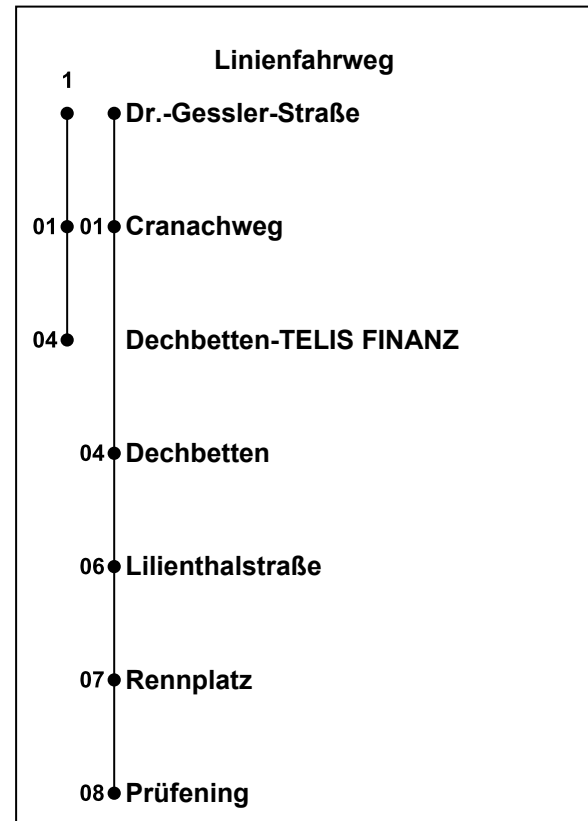 Linienfahrweg
1
Dr.-Gessler-Straße
01 01 Cranachweg
04 Dechbetten-TELIS FINANZ
04 Dechbetten
06 Lilienthalstraße
07 Rennplatz
08 Prüfening